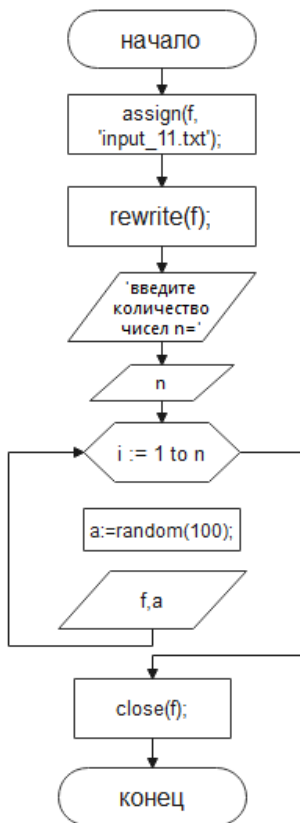 начало
assign(f,
'input_11.txt');
rewrite(f);
'введите
количество
чисел n='
n
i := 1 to n
a:=random(100);
f,a
close(f);
конец